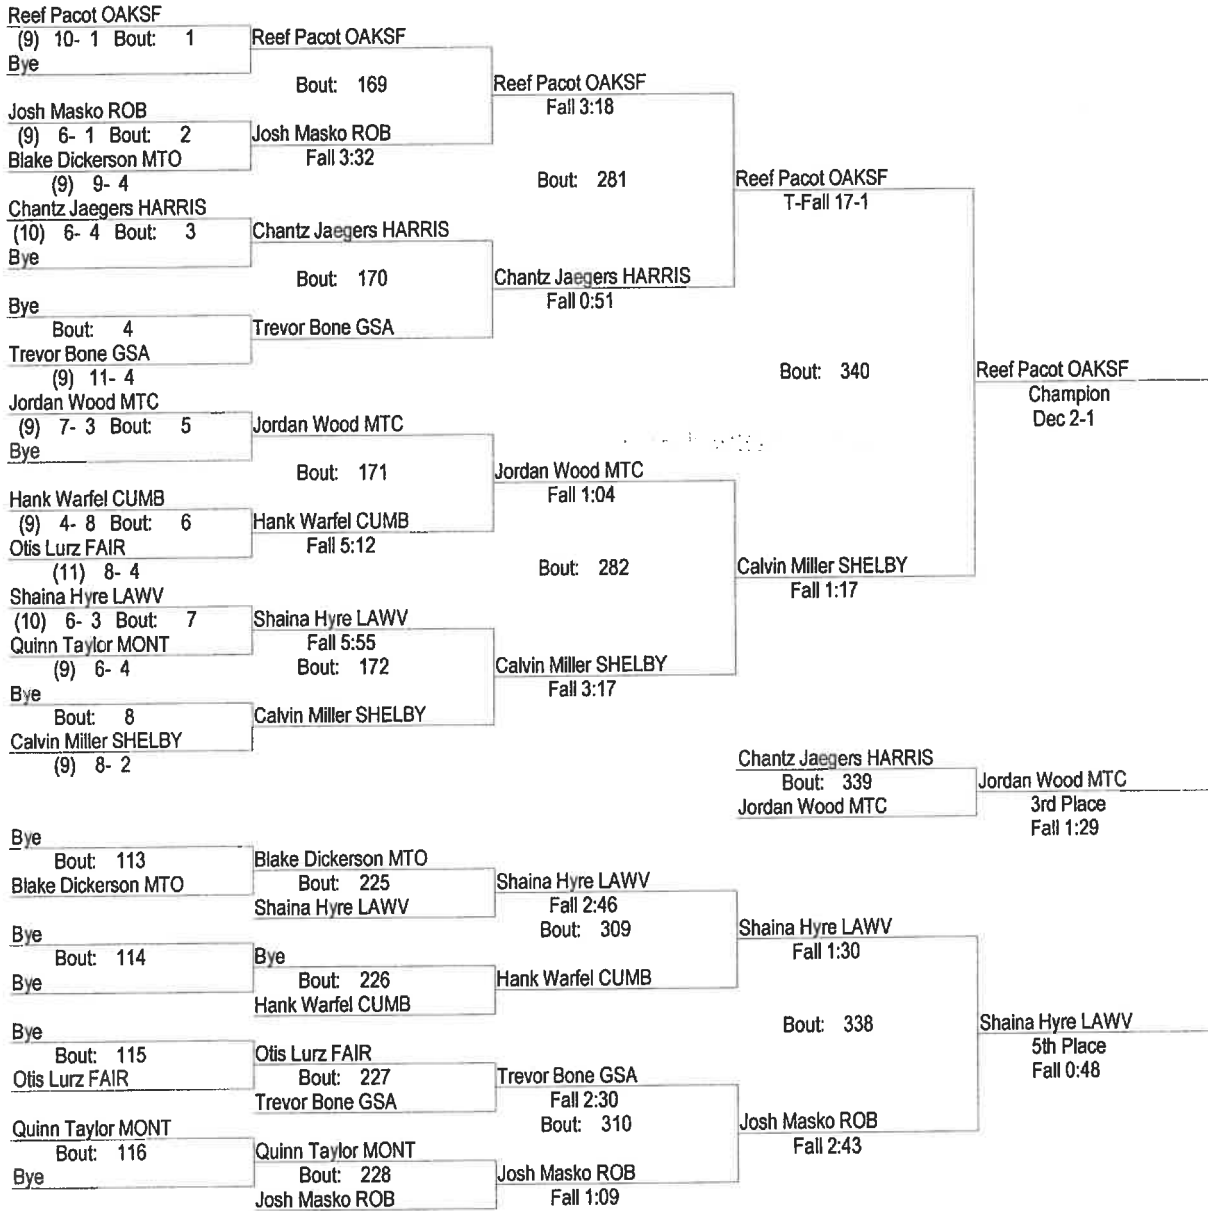 Reef Pacot OAKSF
(9) 10- 1 Bout: 1
Bye
Josh Masko ROB
(9) 6- 1 Bout: 2
Blake Dickerson MTO
(9) 9- 4
Chantz Jaegers HARRIS
(10) 6- 4 Bout: 3
Bye
Bye
Bout: 4
Trevor Bone GSA
(9) 11- 4
Jordan Wood MTC
(9) 7- 3 Bout: 5
Bye
Hank Warfel CUMB
(9) 4- 8 Bout: 6
Otis Lurz FAIR
(11) 8- 4
Shaina Hyre LAWV
(10) 6- 3 Bout: 7
Quinn Taylor MONT
(9) 6- 4
Bye
Bout: 8
Calvin Miller SHELBY
(9) 8- 2
Reef Pacot OAKSF
Bout: 169
Josh Masko ROB
Fall 3:32
Chantz Jaegers HARRIS
Bout: 170
Trevor Bone GSA
Jordan Wood MTC
Bout: 171
Hank Warfel CUMB
Fall 5:12
Shaina Hyre LAWV
Fall 5:55
Bout: 172
Calvin Miller SHELBY
Reef Pacot OAKSF
Fall 3:18
Bout: 281
Chantz Jaegers HARRIS
Fall 0:51
Jordan Wood MTC
Fall 1:04
Bout: 282
Calvin Miller SHELBY
Fall 3:17
Reef Pacot OAKSF
T-Fall 17-1
Bout: 340
Calvin Miller SHELBY
Fall 1:17
Reef Pacot OAKSF
Champion
Dec 2-1
Chantz Jaegers HARRIS
Bout: 339
Jordan Wood MTC
Jordan Wood MTC
3rd Place
Fall 1:29
Bye
Bout: 113
Blake Dickerson MTO
Bye
Bout: 114
Bye
Bye
Bout: 115
Otis Lurz FAIR
Quinn Taylor MONT
Bout: 116
Bye
Blake Dickerson MTO
Bout: 225
Shaina Hyre LAWV
Bye
Bout: 226
Hank Warfel CUMB
Otis Lurz FAIR
Bout: 227
Trevor Bone GSA
Quinn Taylor MONT
Bout: 228
Josh Masko ROB
Shaina Hyre LAWV
Fall 2:46
Bout: 309
Hank Warfel CUMB
Trevor Bone GSA
Fall 2:30
Bout: 310
Josh Masko ROB
Fall 1:09
Shaina Hyre LAWV
Fall 1:30
Bout: 338
Josh Masko ROB
Fall 2:43
Shaina Hyre LAWV
5th Place
Fall 0:48